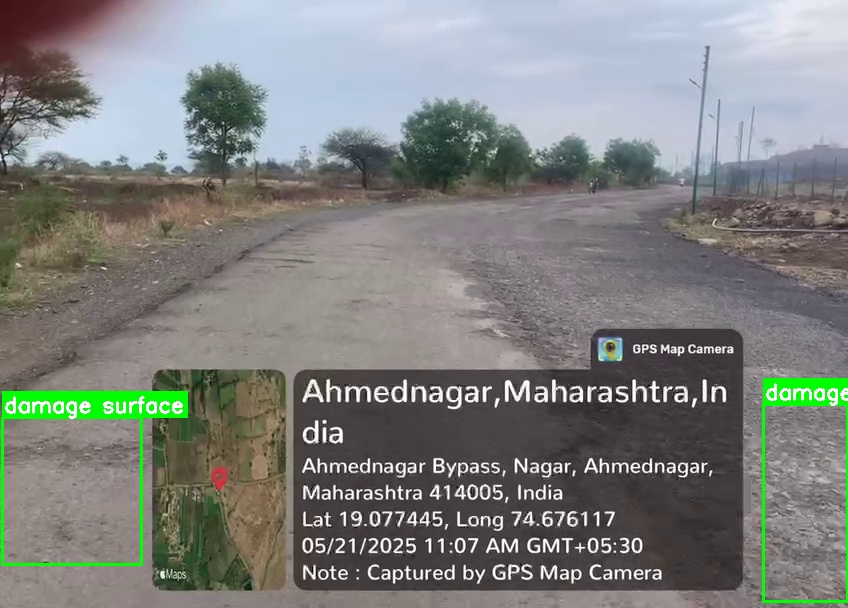 GPS Map Camera
damage surface
damage
Ahmednagar,Maharashtra,In
dia
Ahmednagar Bypass, Nagar, Ahmednagar,
Maharashtra 414005, India
Lat 19.077445, Long 74.676117
05/21/2025 11:07 AM GMT+05:30
Note : Captured by GPS Map Camera
Maps